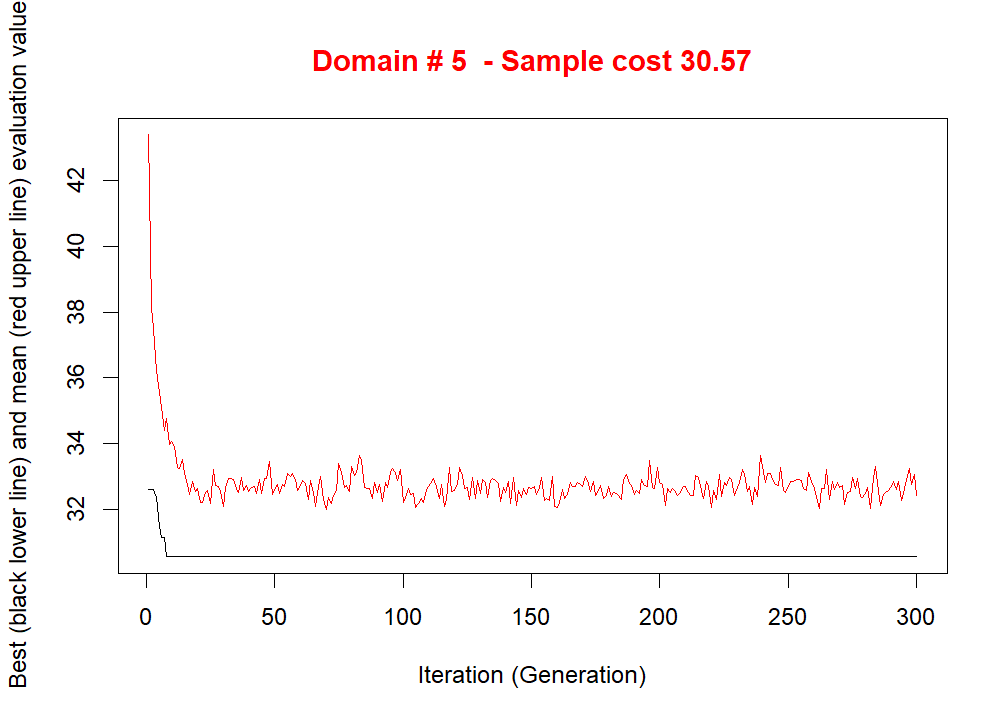 Domain # 5  - Sample cost 30.57
Best (black lower line) and mean (red upper line) evaluation value
42
40
38
36
34
32
0 50 100 150 200 250 300
Iteration (Generation)